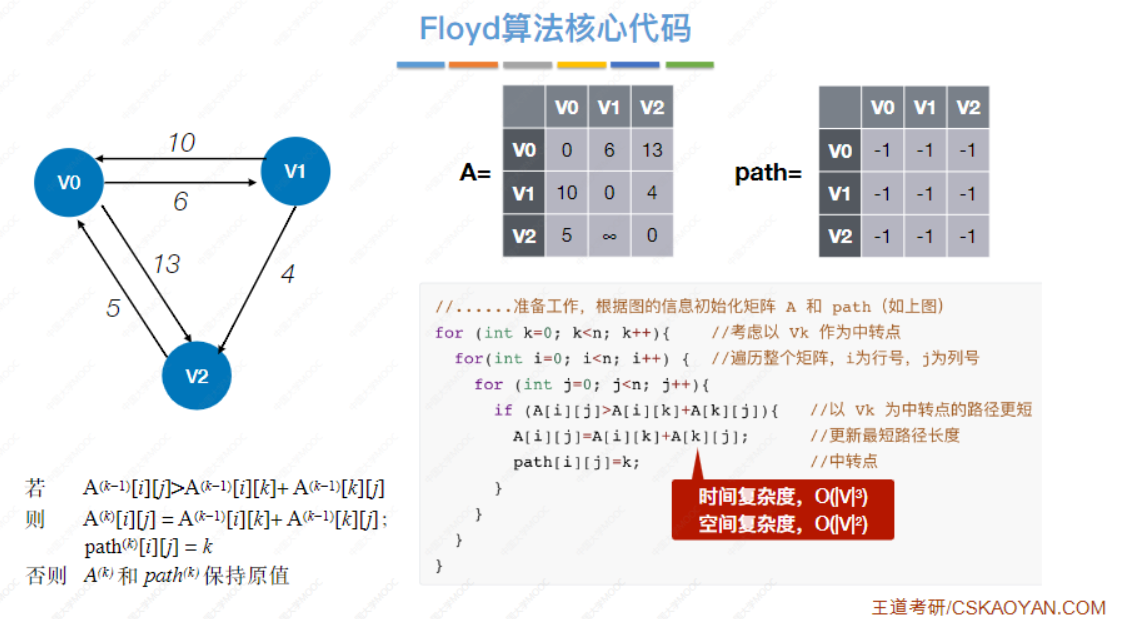 Floyd算法核心代码
V0 V1 V2
V0 0 6 13
A= V1 10 0 4
V2 5 ∞ 0
V0 V1 V2
V0 -1 -1 -1
path= V1 -1 -1 -1
V2 -1 -1 -1
10
V0
V1
6
13
4
5
V2
//......准备工作，根据图的信息初始化矩阵 A 和 path（如上图）
for (int k=0; k<n; k++){ //考虑以 Vk 作为中转点
for(int i=0; i<n; i++) { //遍历整个矩阵，i为行号，j为列号
for (int j=0; j<n; j++){
if (A[i][j]>A[i][k]+A[k][j]){ //以 Vk 为中转点的路径更短
A[i][j]=A[i][k]+A[k][j]; //更新最短路径长度
path[i][j]=k; //中转点
}
}
}
}
时间复杂度，O(|V|³)
空间复杂度，O(|V|²)
若 A⁽ᵏ⁻¹⁾[i][j]>A⁽ᵏ⁻¹⁾[i][k]+ A⁽ᵏ⁻¹⁾[k][j]
则 A⁽ᵏ⁾[i][j] = A⁽ᵏ⁻¹⁾[i][k]+ A⁽ᵏ⁻¹⁾[k][j];
path⁽ᵏ⁾[i][j] = k
否则 A⁽ᵏ⁾ 和 path⁽ᵏ⁾ 保持原值
王道考研/CSKAOYAN.COM